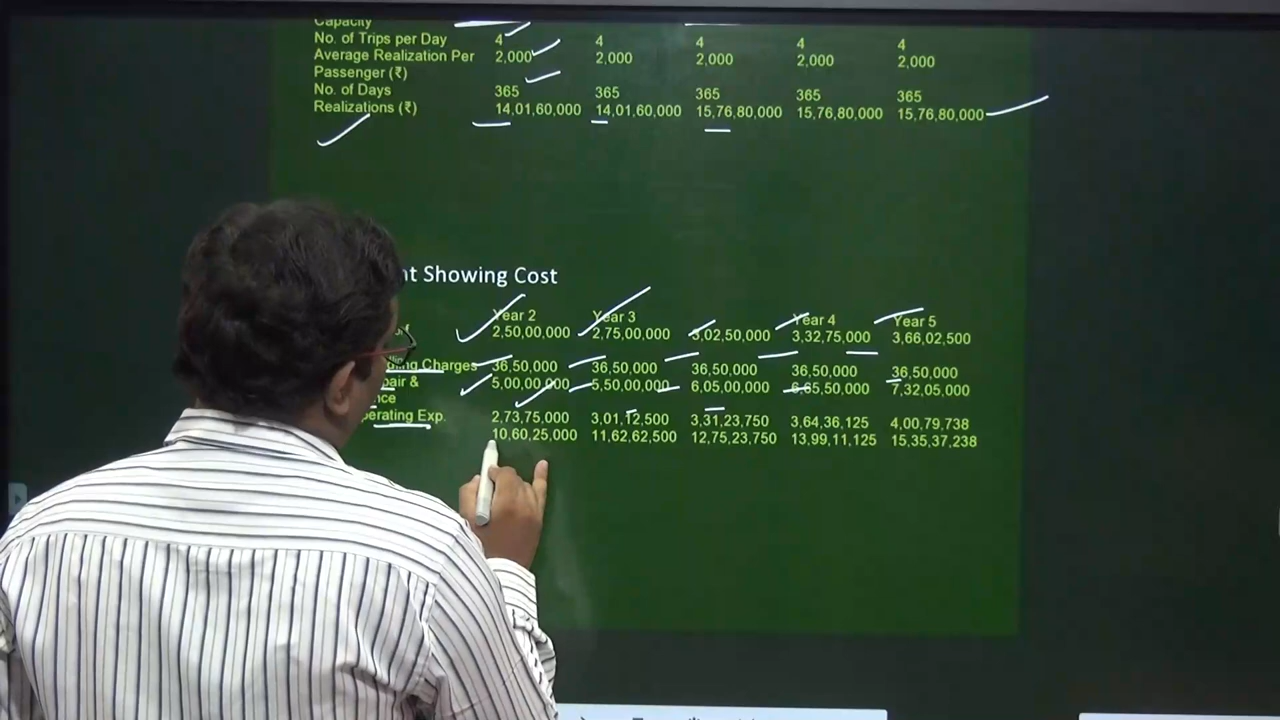 Capacity
No. of Trips per Day 4 4 4 4 4
Average Realization Per 2,000 2,000 2,000 2,000 2,000
Passenger (₹)
No. of Days 365 365 365 365 365
Realizations (₹) 14,01,60,000 14,01,60,000 15,76,80,000 15,76,80,000 15,76,80,000
Showing Cost
Year 2 Year 3 Year 4 Year 5
2,50,00,000 2,75,00,000 3,02,50,000 3,32,75,000 3,66,02,500
Charges 36,50,000 36,50,000 36,50,000 36,50,000 36,50,000
& 5,00,00,000 5,50,00,000 6,05,00,000 6,65,50,000 7,32,05,000
Exp. 2,73,75,000 3,01,12,500 3,31,23,750 3,64,36,125 4,00,79,738
10,60,25,000 11,62,62,500 12,75,23,750 13,99,11,125 15,35,37,238